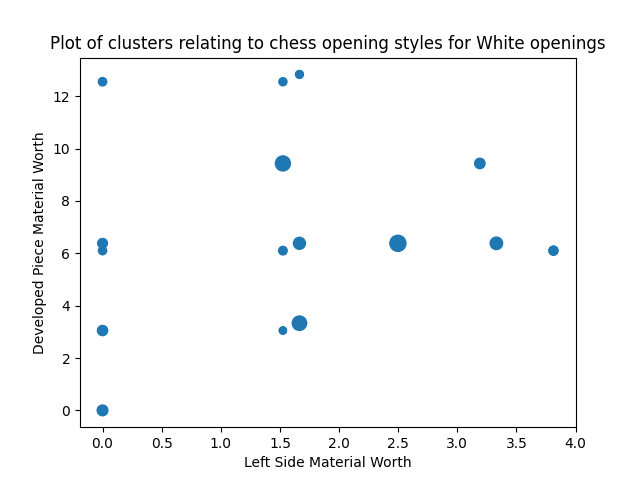 Plot of clusters relating to chess opening styles for White openings
12
10
8
6
4
2
0
Developed Piece Material Worth
0.0 0.5 1.0 1.5 2.0 2.5 3.0 3.5 4.0
Left Side Material Worth